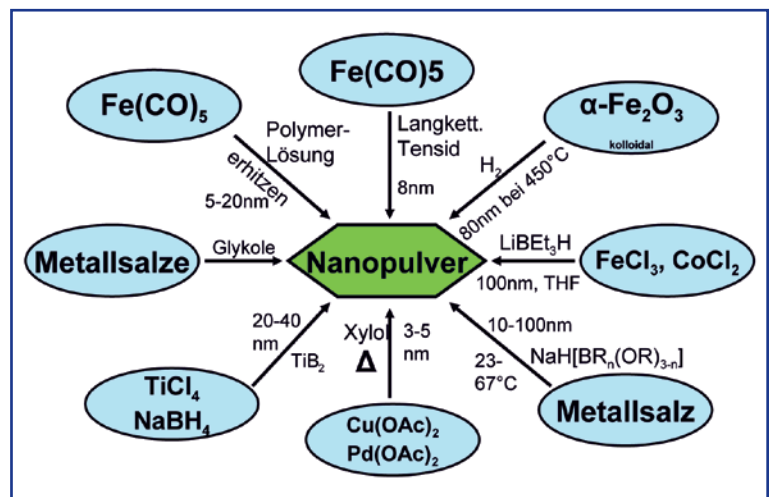 Fe(CO)₅
Polymer-
Lösung
erhitzen
5-20nm
Fe(CO)5
Langkett.
Tensid
8nm
α-Fe₂O₃
kolloidal
H₂
80nm bei 450°C
Metallsalze
Glykole
Nanopulver
LiBEt₃H
100nm, THF
FeCl₃, CoCl₂
TiCl₄
NaBH₄
20-40
nm
TiB₂
Xylol
Δ
3-5
nm
Cu(OAc)₂
Pd(OAc)₂
10-100nm
NaH[BRₙ(OR)₃₋ₙ]
23-
67°C
Metallsalz